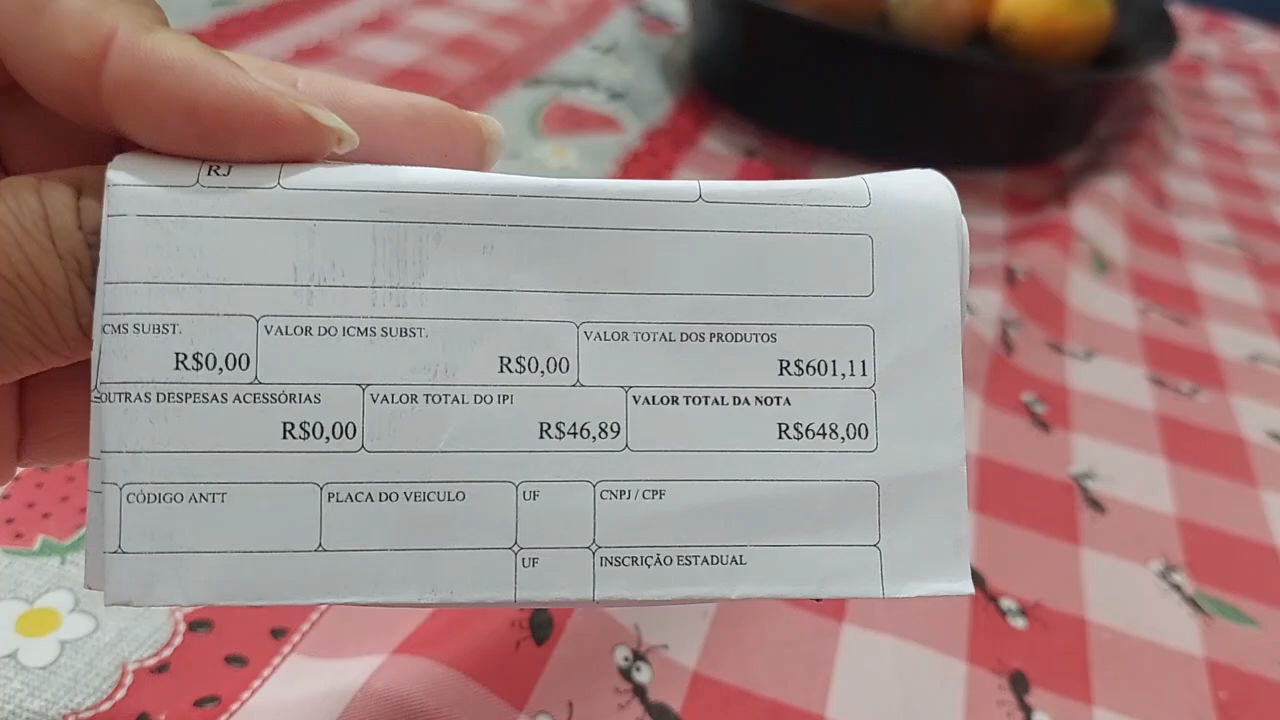 RJ
CMS SUBST. VALOR DO ICMS SUBST. VALOR TOTAL DOS PRODUTOS
R$0,00 R$0,00 R$601,11
OUTRAS DESPESAS ACESSÓRIAS VALOR TOTAL DO IPI VALOR TOTAL DA NOTA
R$0,00 R$46,89 R$648,00
CÓDIGO ANTT PLACA DO VEICULO UF CNPJ / CPF
UF INSCRIÇÃO ESTADUAL